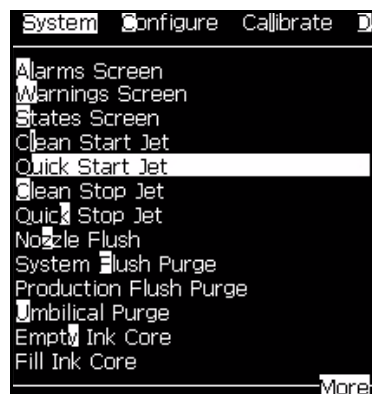 System Configure Calibrate D
Alarms Screen
Warnings Screen
States Screen
Clean Start Jet
Quick Start Jet
Clean Stop Jet
Quick Stop Jet
Nozzle Flush
System Flush Purge
Production Flush Purge
Umbilical Purge
Empty Ink Core
Fill Ink Core
More